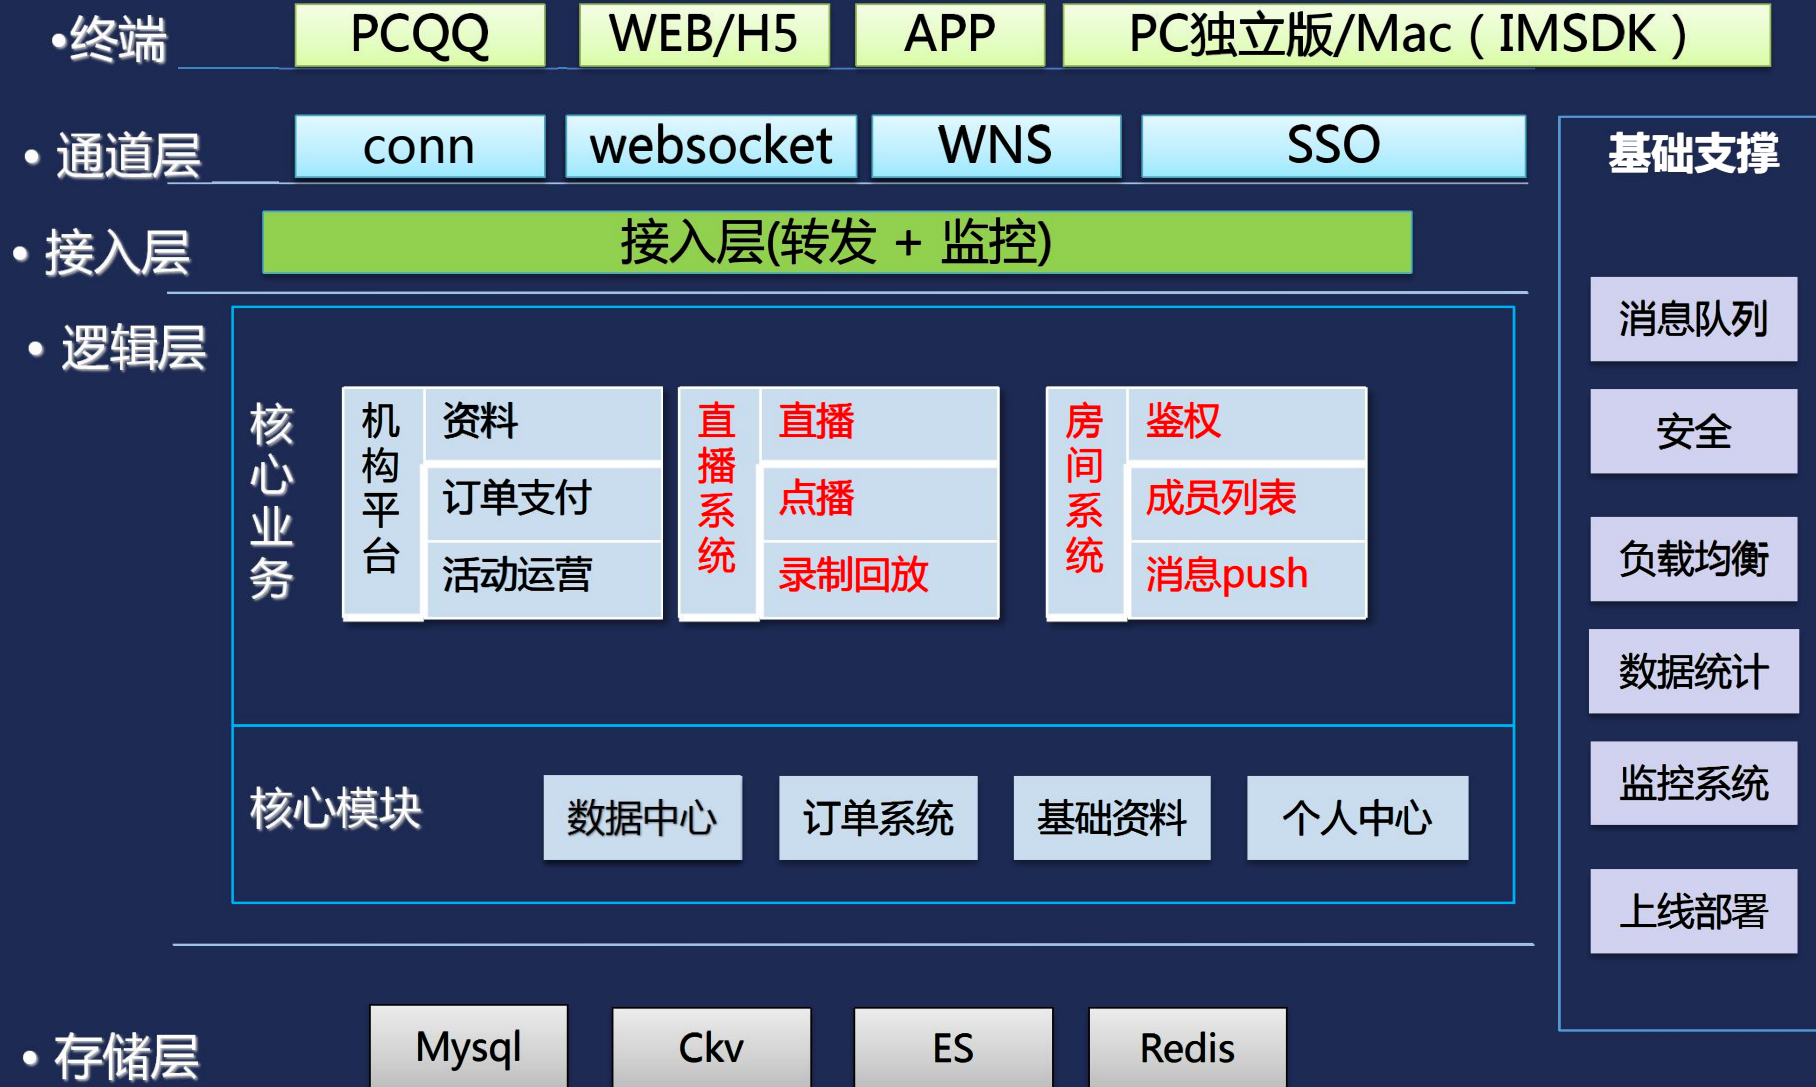 •终端
PCQQ
WEB/H5
APP
PC独立版/Mac（IMSDK）
• 通道层
conn
websocket
WNS
SSO
• 接入层
接入层(转发 + 监控)
• 逻辑层
核心业务
机构平台
资料
订单支付
活动运营
直播系统
直播
点播
录制回放
房间系统
鉴权
成员列表
消息push
核心模块
数据中心
订单系统
基础资料
个人中心
• 存储层
Mysql
Ckv
ES
Redis
基础支撑
消息队列
安全
负载均衡
数据统计
监控系统
上线部署